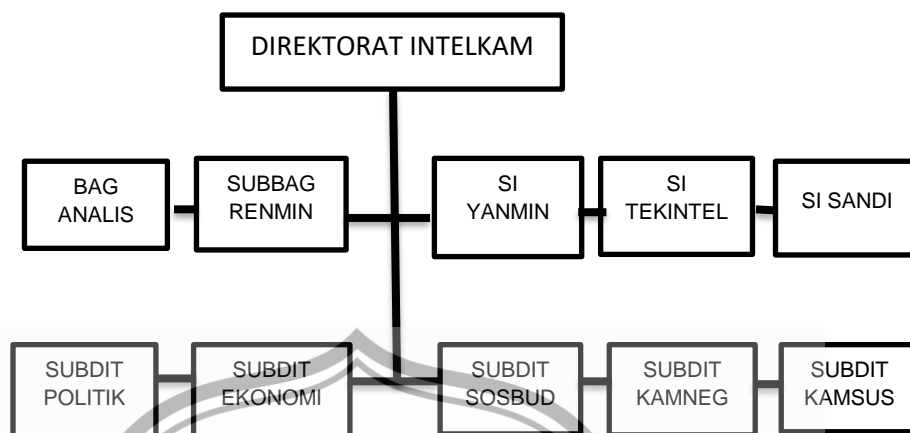 DIREKTORAT INTELKAM
BAG
ANALIS
SUBBAG
RENMIN
SI
YANMIN
SI
TEKINTEL
SI SANDI
SUBDIT
POLITIK
SUBDIT
EKONOMI
SUBDIT
SOSBUD
SUBDIT
KAMNEG
SUBDIT
KAMSUS